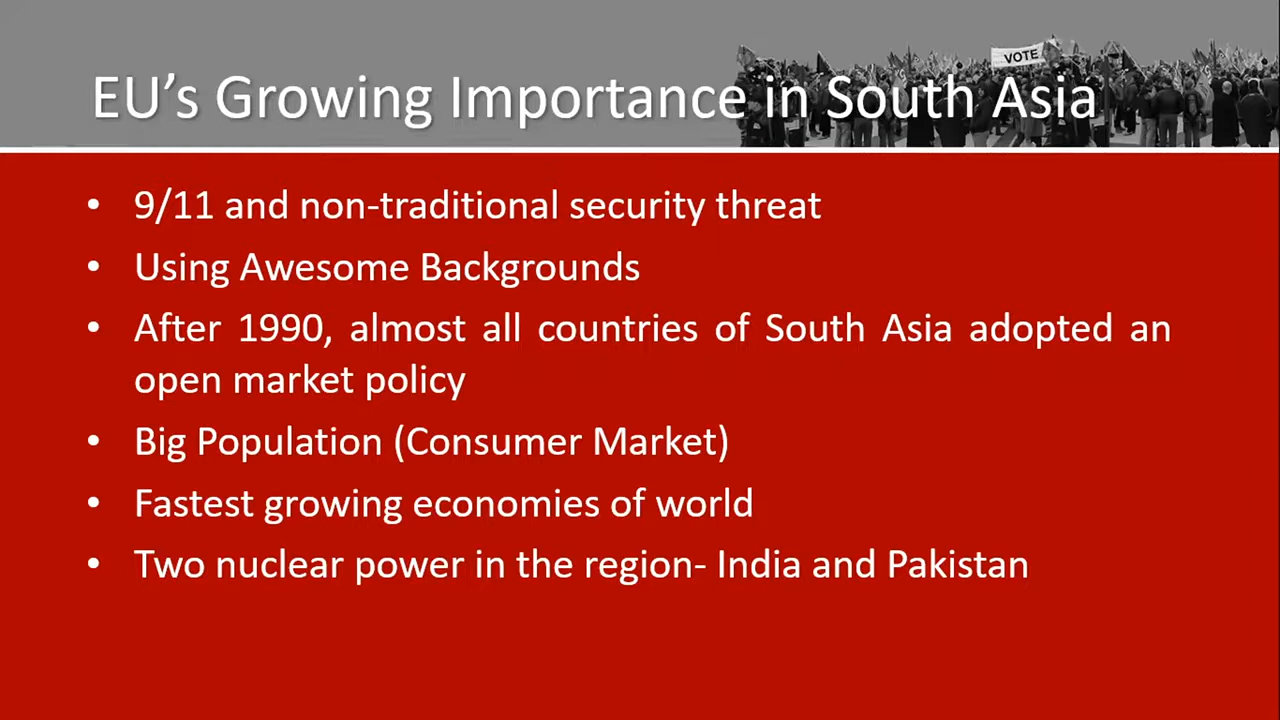 VOTE
EU's Growing Importance in South Asia
• 9/11 and non-traditional security threat
• Using Awesome Backgrounds
• After 1990, almost all countries of South Asia adopted an
open market policy
• Big Population (Consumer Market)
• Fastest growing economies of world
• Two nuclear power in the region- India and Pakistan